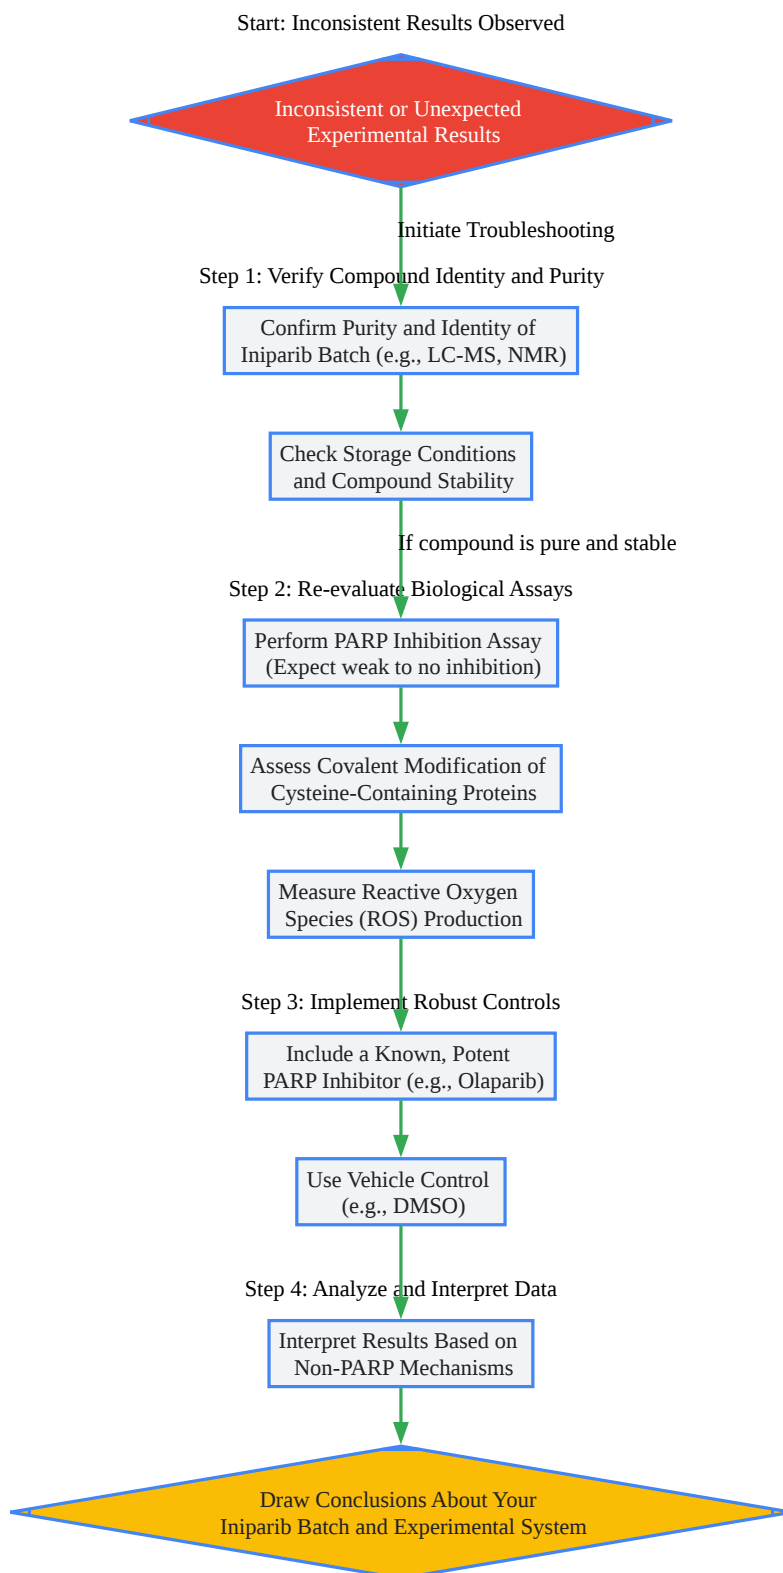 Start: Inconsistent Results Observed
Inconsistent or Unexpected
Experimental Results
Initiate Troubleshooting
Step 1: Verify Compound Identity and Purity
Confirm Purity and Identity of
Iniparib Batch (e.g., LC-MS, NMR)
Check Storage Conditions
and Compound Stability
If compound is pure and stable
Step 2: Re-evaluate Biological Assays
Perform PARP Inhibition Assay
(Expect weak to no inhibition)
Assess Covalent Modification of
Cysteine-Containing Proteins
Measure Reactive Oxygen
Species (ROS) Production
Step 3: Implement Robust Controls
Include a Known, Potent
PARP Inhibitor (e.g., Olaparib)
Use Vehicle Control
(e.g., DMSO)
Step 4: Analyze and Interpret Data
Interpret Results Based on
Non-PARP Mechanisms
Draw Conclusions About Your
Iniparib Batch and Experimental System